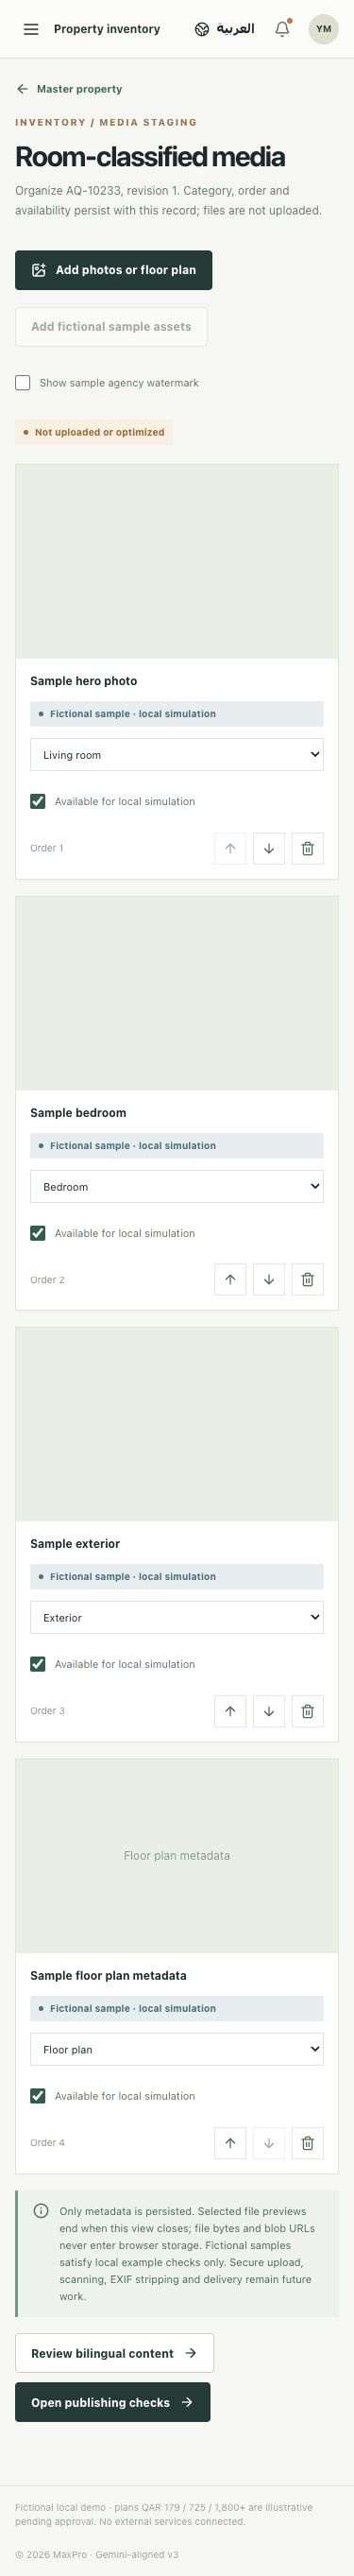 Property inventory
العربية
YM
Master property
INVENTORY / MEDIA STAGING
Room-classified media
Organize AQ-10233, revision 1. Category, order and
availability persist with this record; files are not uploaded.
Add photos or floor plan
Add fictional sample assets
Show sample agency watermark
Not uploaded or optimized
Sample hero photo
Fictional sample · local simulation
Living room
Available for local simulation
Order 1
Sample bedroom
Fictional sample · local simulation
Bedroom
Available for local simulation
Order 2
Sample exterior
Fictional sample · local simulation
Exterior
Available for local simulation
Order 3
Floor plan metadata
Sample floor plan metadata
Fictional sample · local simulation
Floor plan
Available for local simulation
Order 4
Only metadata is persisted. Selected file previews
end when this view closes; file bytes and blob URLs
never enter browser storage. Fictional samples
satisfy local example checks only. Secure upload,
scanning, EXIF stripping and delivery remain future
work.
Review bilingual content
Open publishing checks
Fictional local demo · plans QAR 179 / 725 / 1,800+ are illustrative
pending approval. No external services connected.
© 2026 MaxPro · Gemini-aligned v3